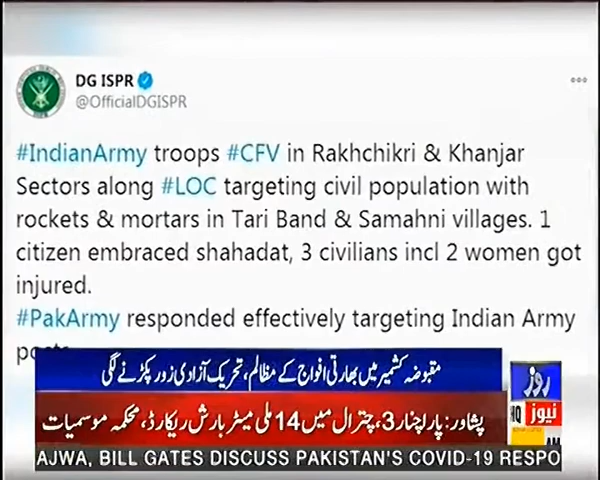 DG ISPR
@OfficialDGISPR
#IndianArmy troops #CFV in Rakhchikri & Khanjar
Sectors along #LOC targeting civil population with
rockets & mortars in Tari Band & Samahni villages. 1
citizen embraced shahadat, 3 civilians incl 2 women got
injured.
#PakArmy responded effectively targeting Indian Army
posts
مقبوضہ کشمیر میں بھارتی افواج کے مظالم، تحریک آزادی زور پکڑنے لگی
روز
پشاور: پاراچنار 3، چترال میں 14 ملی میٹر بارش ریکارڈ، محکمہ موسمیات
نیوز
HQ
AJWA, BILL GATES DISCUSS PAKISTAN'S COVID-19 RESPO